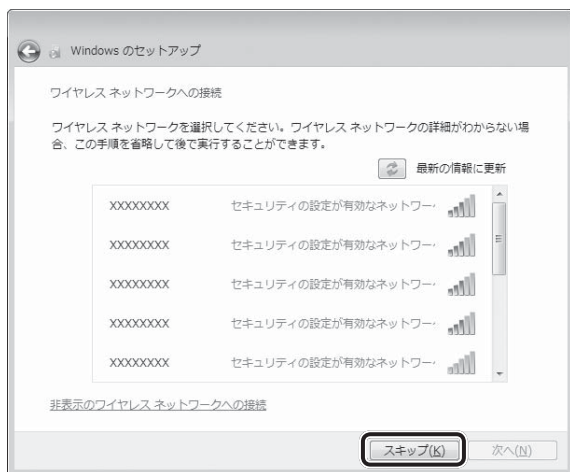 Windows のセットアップ
ワイヤレス ネットワークへの接続
ワイヤレス ネットワークを選択してください。ワイヤレス ネットワークの詳細がわからない場
合、この手順を省略して後で実行することができます。
最新の情報に更新
XXXXXXXX セキュリティの設定が有効なネットワー
XXXXXXXX セキュリティの設定が有効なネットワー
XXXXXXXX セキュリティの設定が有効なネットワー
XXXXXXXX セキュリティの設定が有効なネットワー
XXXXXXXX セキュリティの設定が有効なネットワー
非表示のワイヤレス ネットワークへの接続
スキップ(K) 次へ(N)